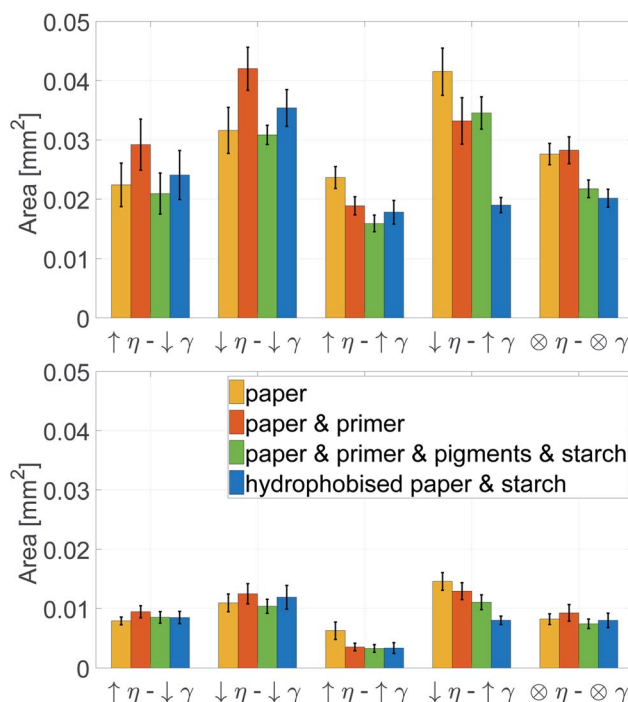 0.05
0.04
0.03
0.02
0.01
0
Area [mm²]
↑ η - ↓ γ ↓ η - ↓ γ ↑ η - ↑ γ ↓ η - ↑ γ ⊗ η - ⊗ γ
0.05
0.04
0.03
0.02
0.01
0
Area [mm²]
paper
paper & primer
paper & primer & pigments & starch
hydrophobised paper & starch
↑ η - ↓ γ ↓ η - ↓ γ ↑ η - ↑ γ ↓ η - ↑ γ ⊗ η - ⊗ γ